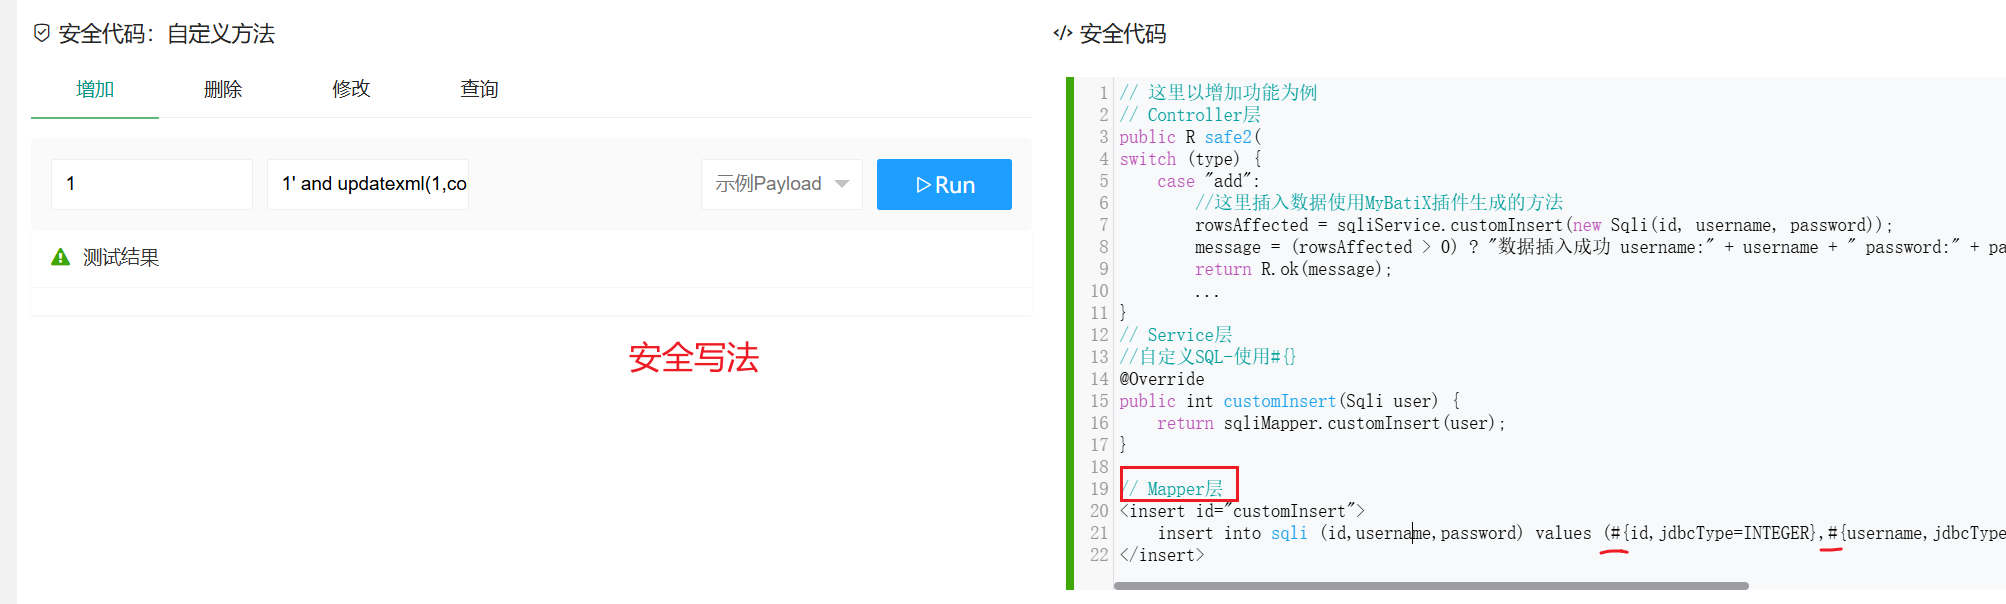 安全代码：自定义方法
增加 删除 修改 查询
1 1' and updatexml(1,co 示例Payload Run
测试结果
安全写法
</> 安全代码
1 // 这里以增加功能为例
2 // Controller层
3 public R safe2(
4 switch (type) {
5 case "add":
6 //这里插入数据使用MyBatiX插件生成的方法
7 rowsAffected = sqliService.customInsert(new Sqli(id, username, password));
8 message = (rowsAffected > 0) ? "数据插入成功 username:" + username + " password:" + pa
9 return R.ok(message);
10 ...
11 }
12 // Service层
13 //自定义SQL-使用#{}
14 @Override
15 public int customInsert(Sqli user) {
16 return sqliMapper.customInsert(user);
17 }
18
19 // Mapper层
20 <insert id="customInsert">
21 insert into sqli (id,username,password) values (#{id,jdbcType=INTEGER},#{username,jdbcType
22 </insert>